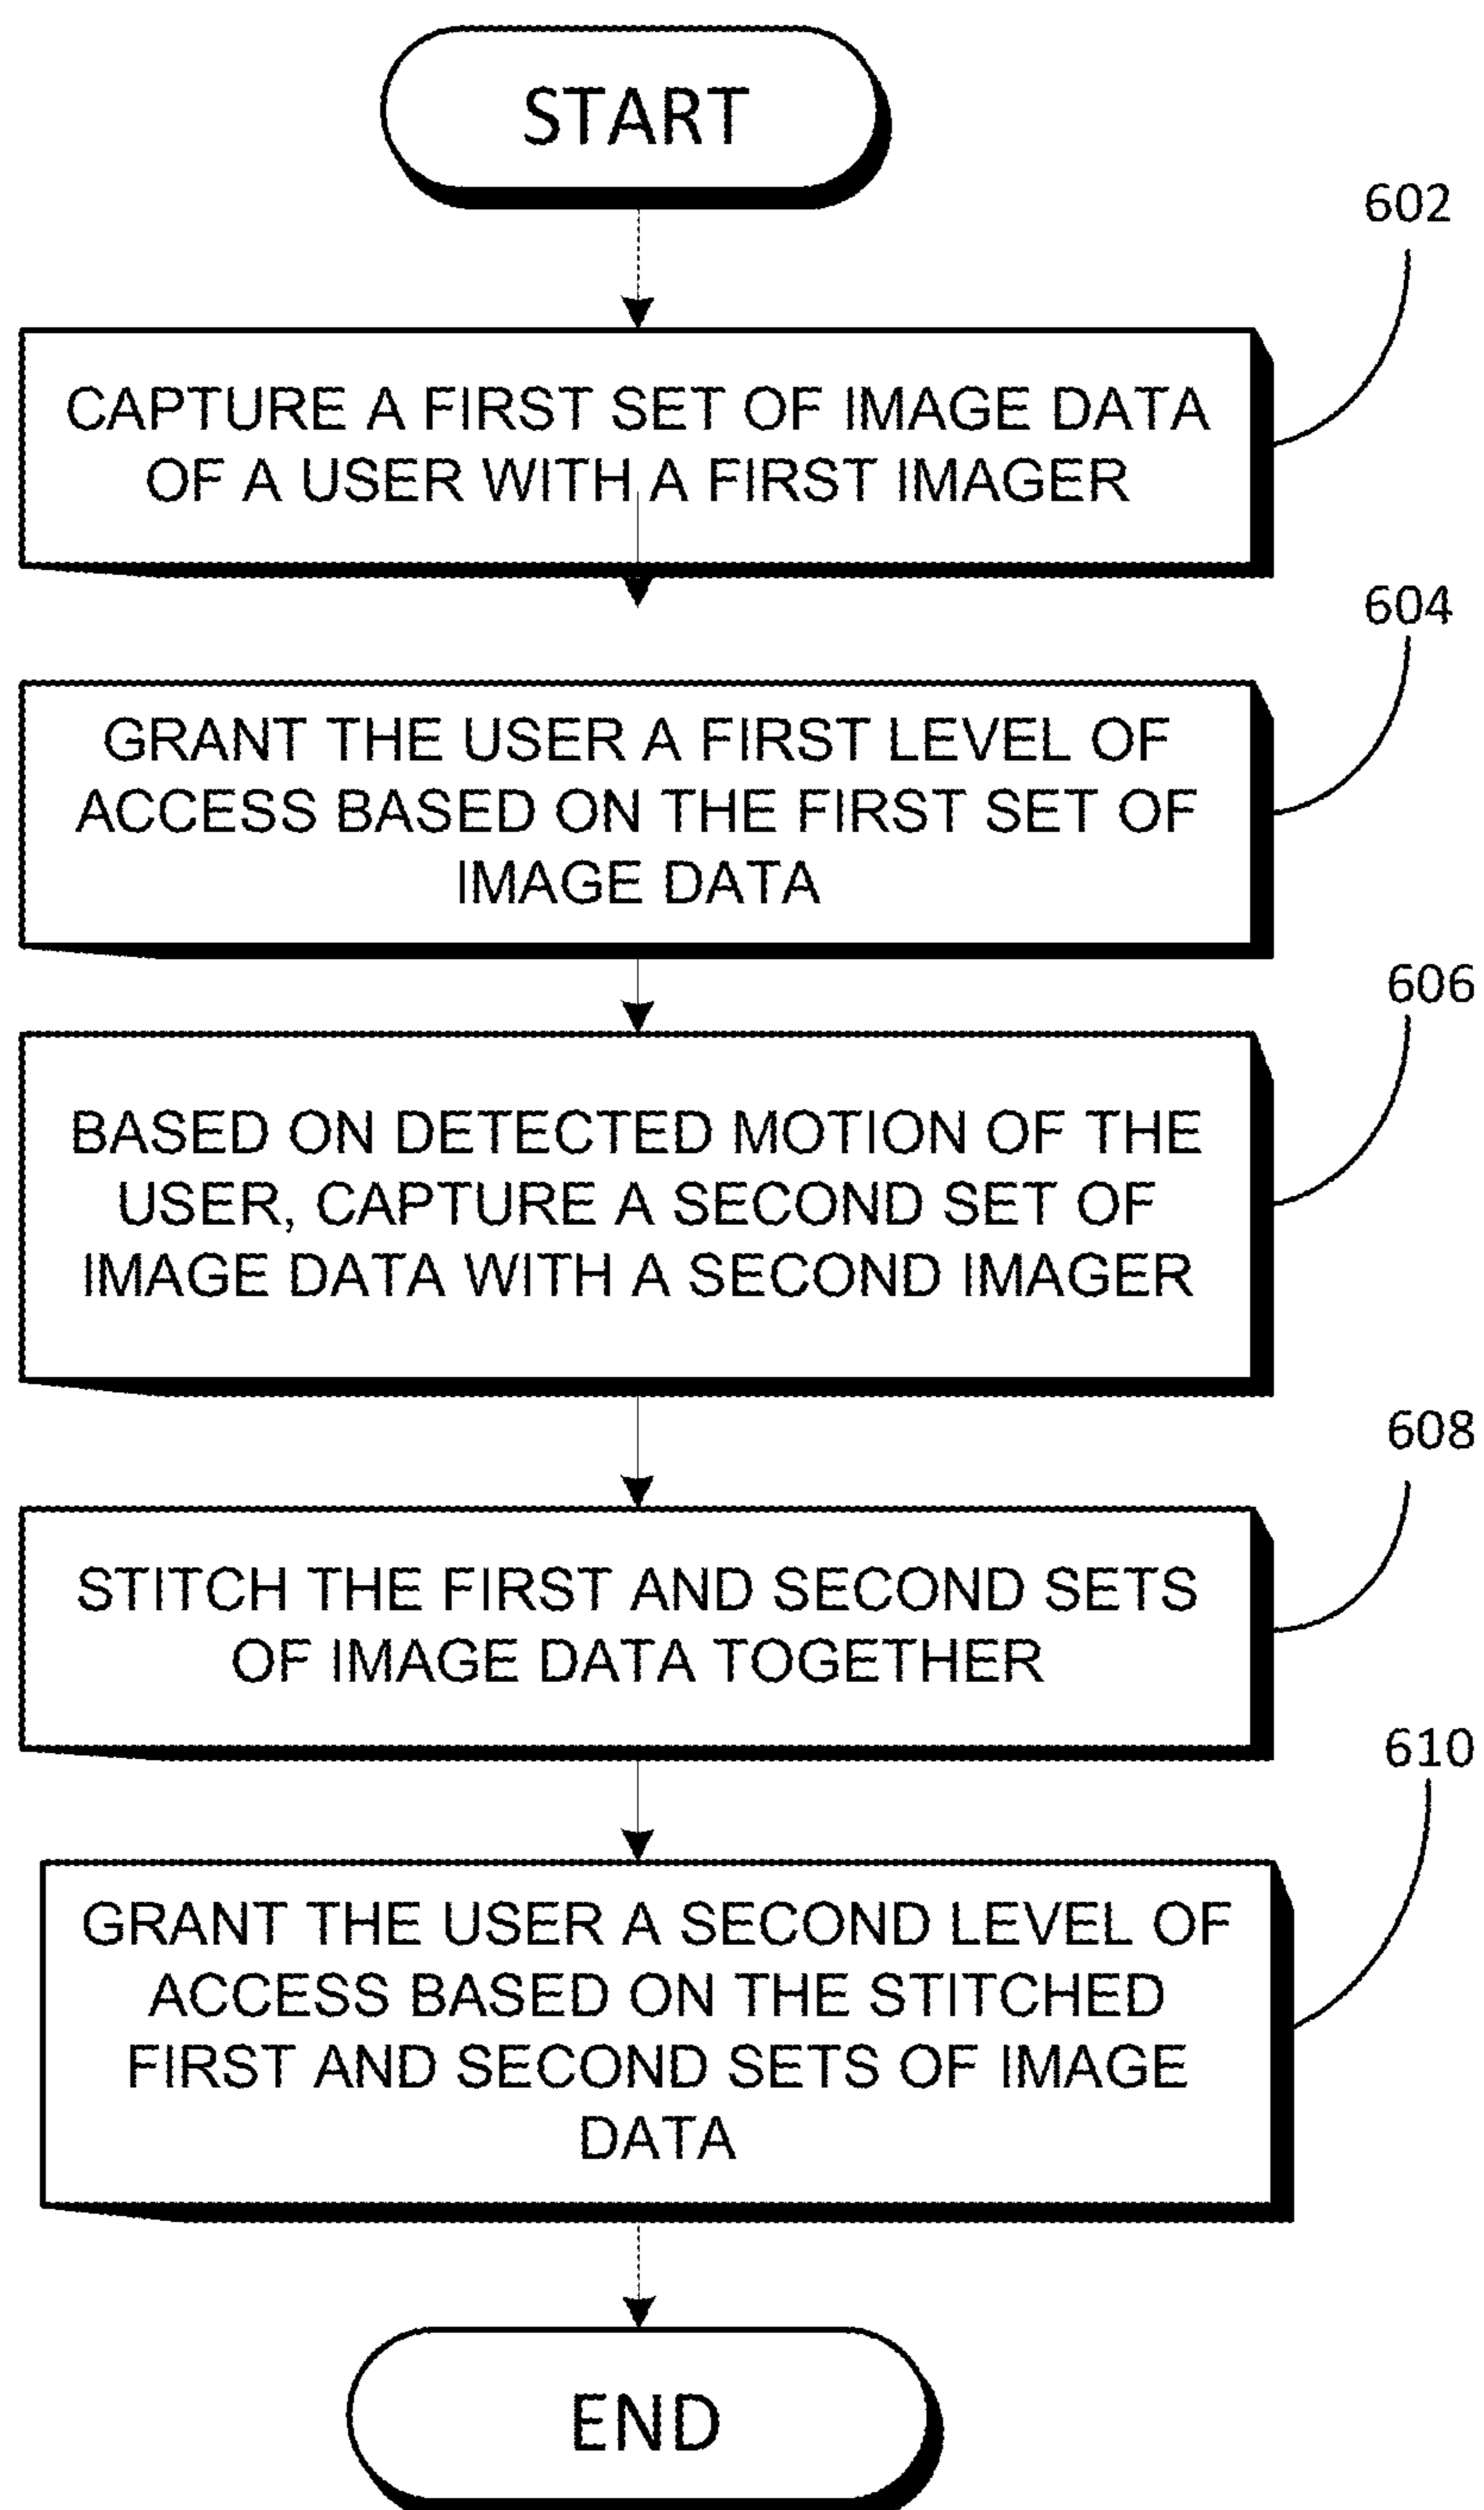 START
602
CAPTURE A FIRST SET OF IMAGE DATA
OF A USER WITH A FIRST IMAGER
604
GRANT THE USER A FIRST LEVEL OF
ACCESS BASED ON THE FIRST SET OF
IMAGE DATA
606
BASED ON DETECTED MOTION OF THE
USER, CAPTURE A SECOND SET OF
IMAGE DATA WITH A SECOND IMAGER
608
STITCH THE FIRST AND SECOND SETS
OF IMAGE DATA TOGETHER
610
GRANT THE USER A SECOND LEVEL OF
ACCESS BASED ON THE STITCHED
FIRST AND SECOND SETS OF IMAGE
DATA
END